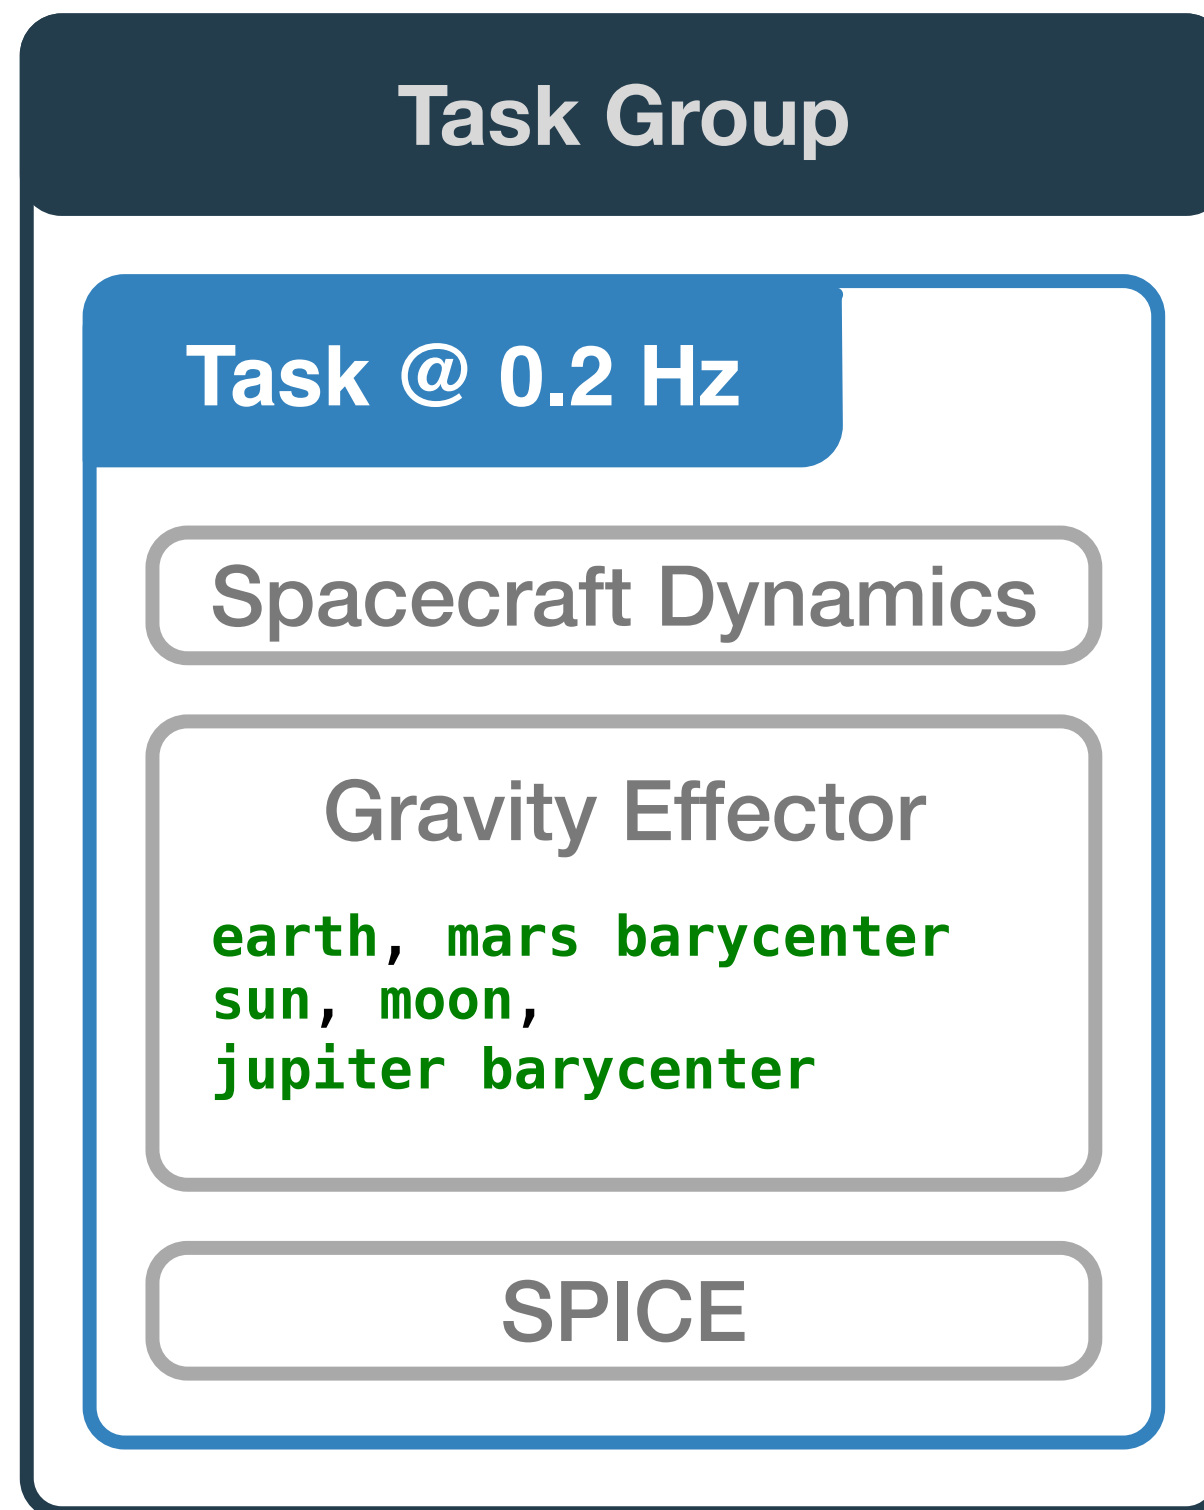 Task Group
Task @ 0.2 Hz
Spacecraft Dynamics
Gravity Effector
earth, mars barycenter
sun, moon,
jupiter barycenter
SPICE